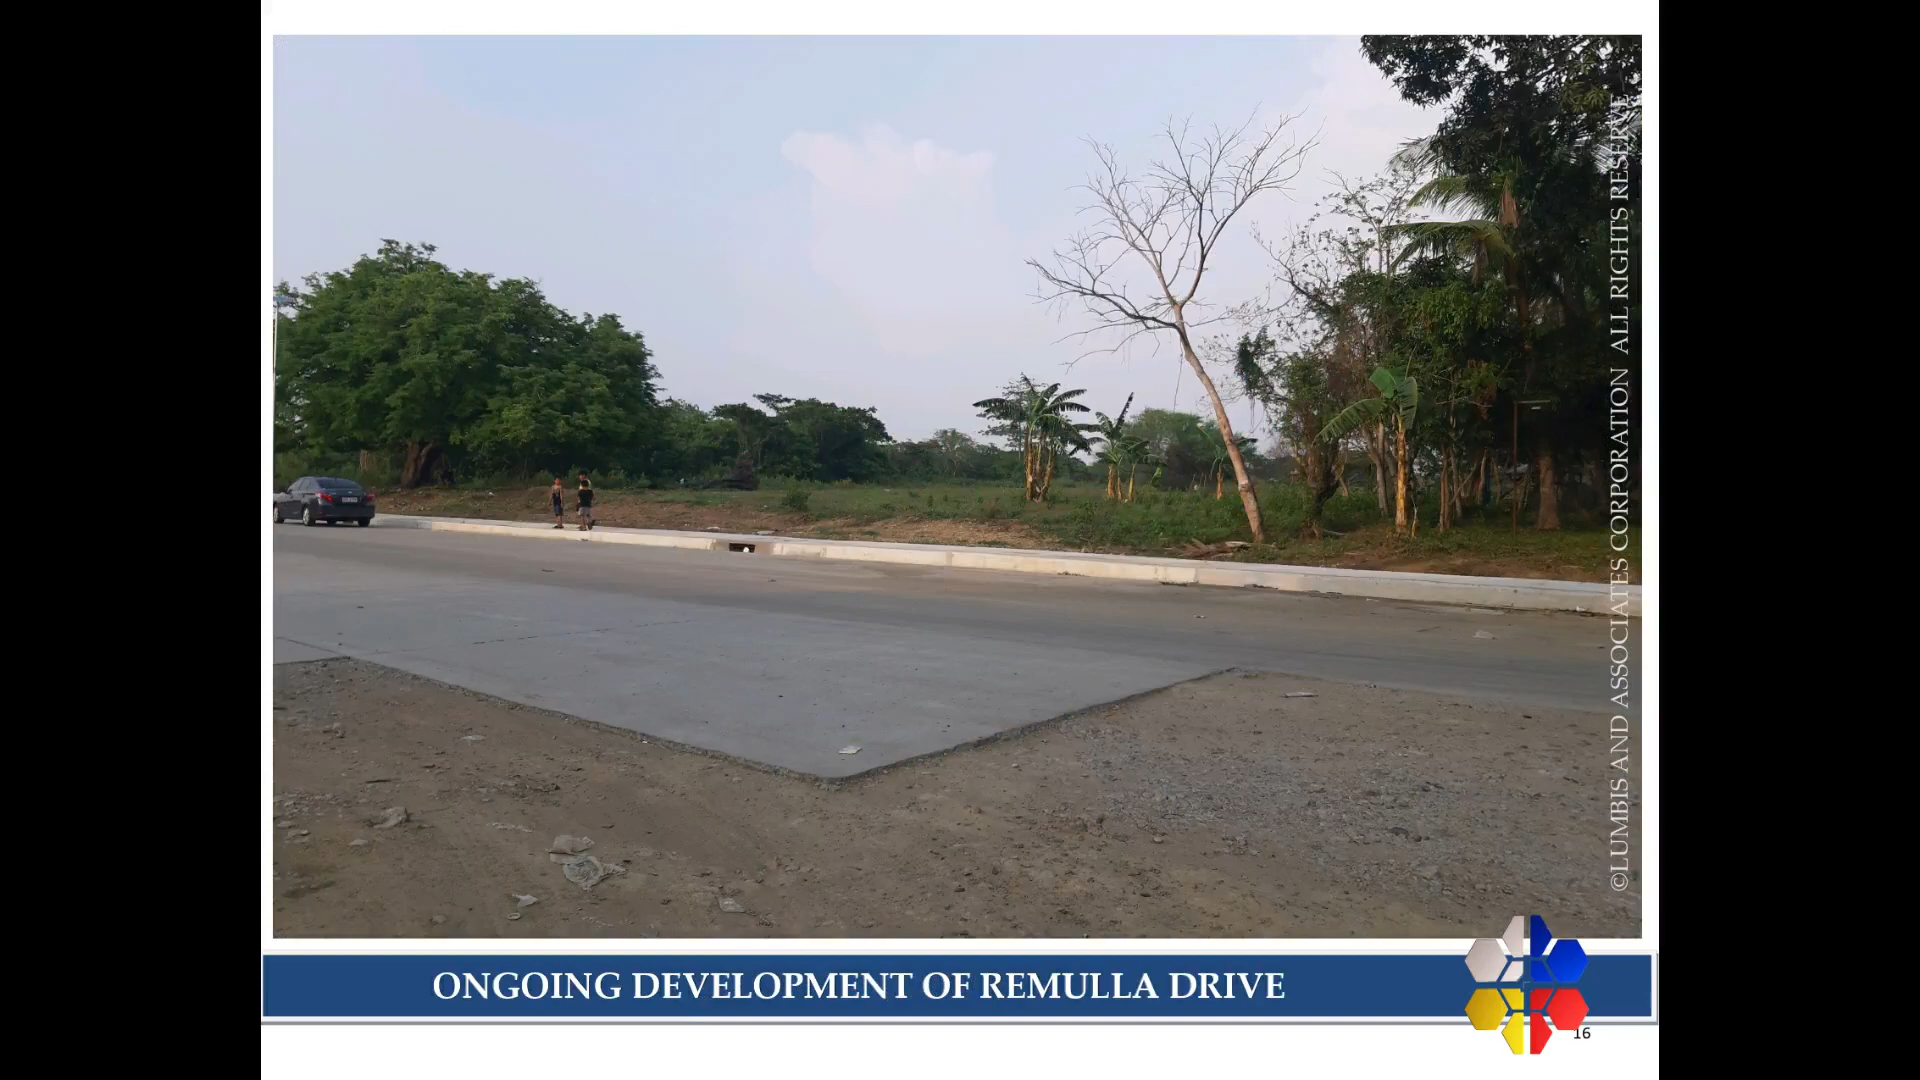 ©LUMBIS AND ASSOCIATES CORPORATION ALL RIGHTS RESERVE
ONGOING DEVELOPMENT OF REMULLA DRIVE
16